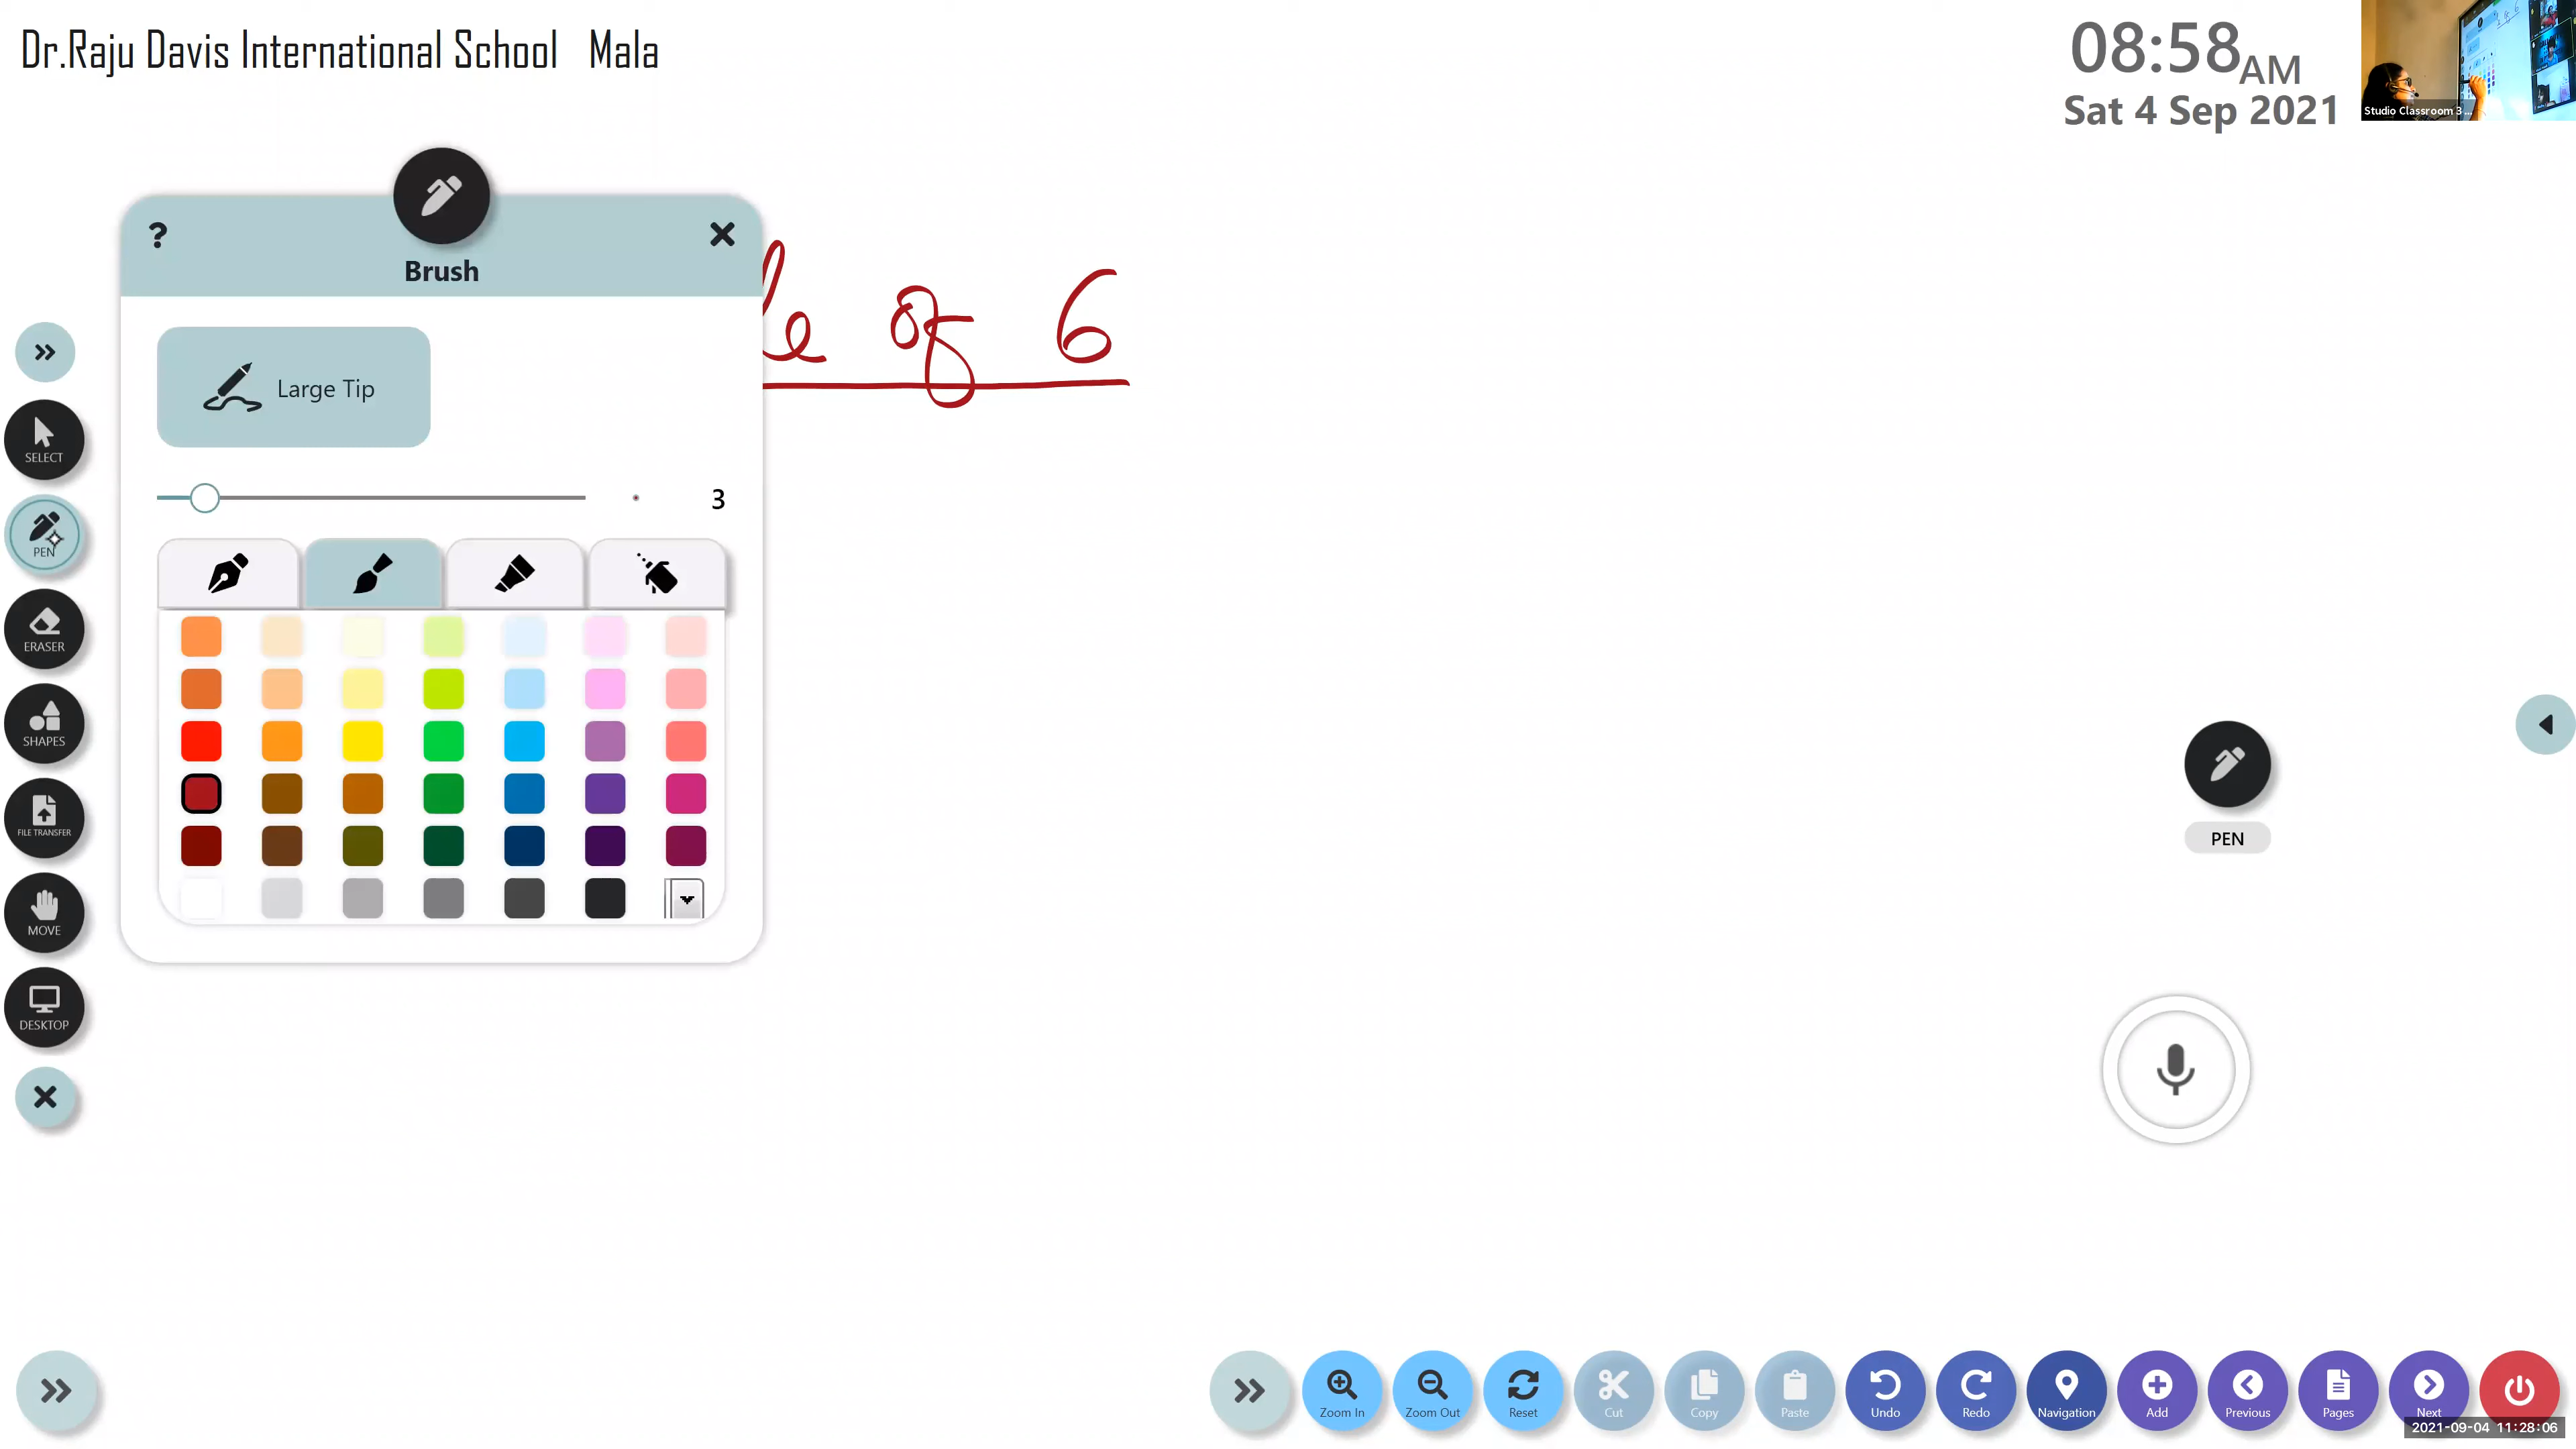 Dr.Raju Davis International School Mala
08:58 AM
Sat 4 Sep 2021
Studio Classroom 3 ...
?
Brush
le of 6
Large Tip
3
SELECT
PEN
ERASER
SHAPES
FILE TRANSFER
MOVE
DESKTOP
PEN
Zoom In
Zoom Out
Reset
Cut
Copy
Paste
Undo
Redo
Navigation
Add
Previous
Pages
Next
2021-09-04 11:28:06